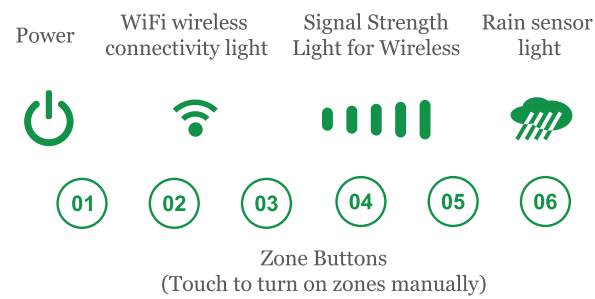 Power
WiFi wireless
connectivity light
Signal Strength
Light for Wireless
Rain sensor
light
01 02 03 04 05 06
Zone Buttons
(Touch to turn on zones manually)